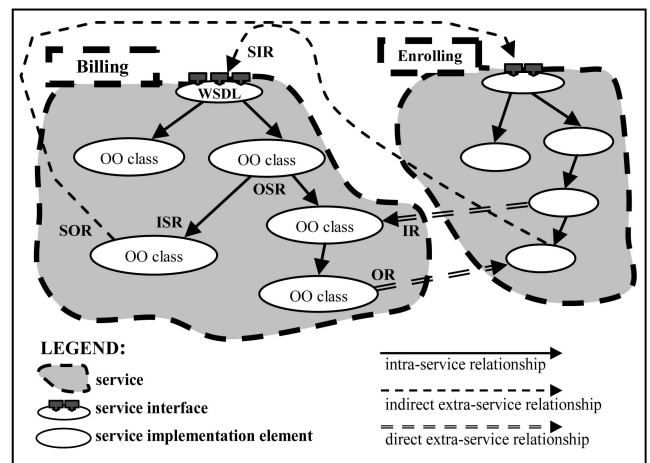 SIR
Billing
Enrolling
WSDL
OO class
OO class
OSR
ISR
SOR
OO class
IR
OO class
OR
OO class
LEGEND:
service
service interface
service implementation element
intra-service relationship
indirect extra-service relationship
direct extra-service relationship